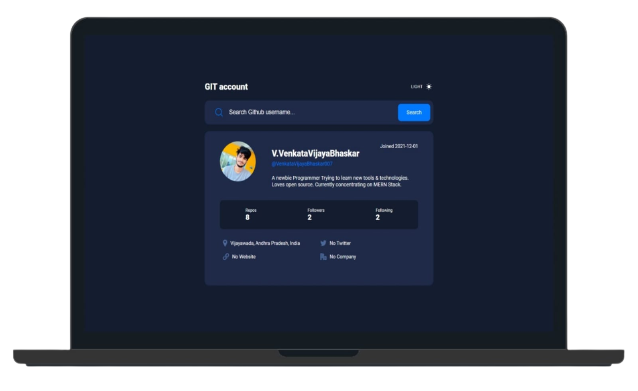 GIT account
LIGHT
Search Github username...
Search
V.VenkataVijayaBhaskar
Joined 2021-12-01
A newbie Programmer Trying to learn new tools & technologies.
Loves open source. Currently concentrating on MERN Stack.
Repos Followers Following
8 2 2
Vijayawada, Andhra Pradesh, India No Twitter
No Website No Company